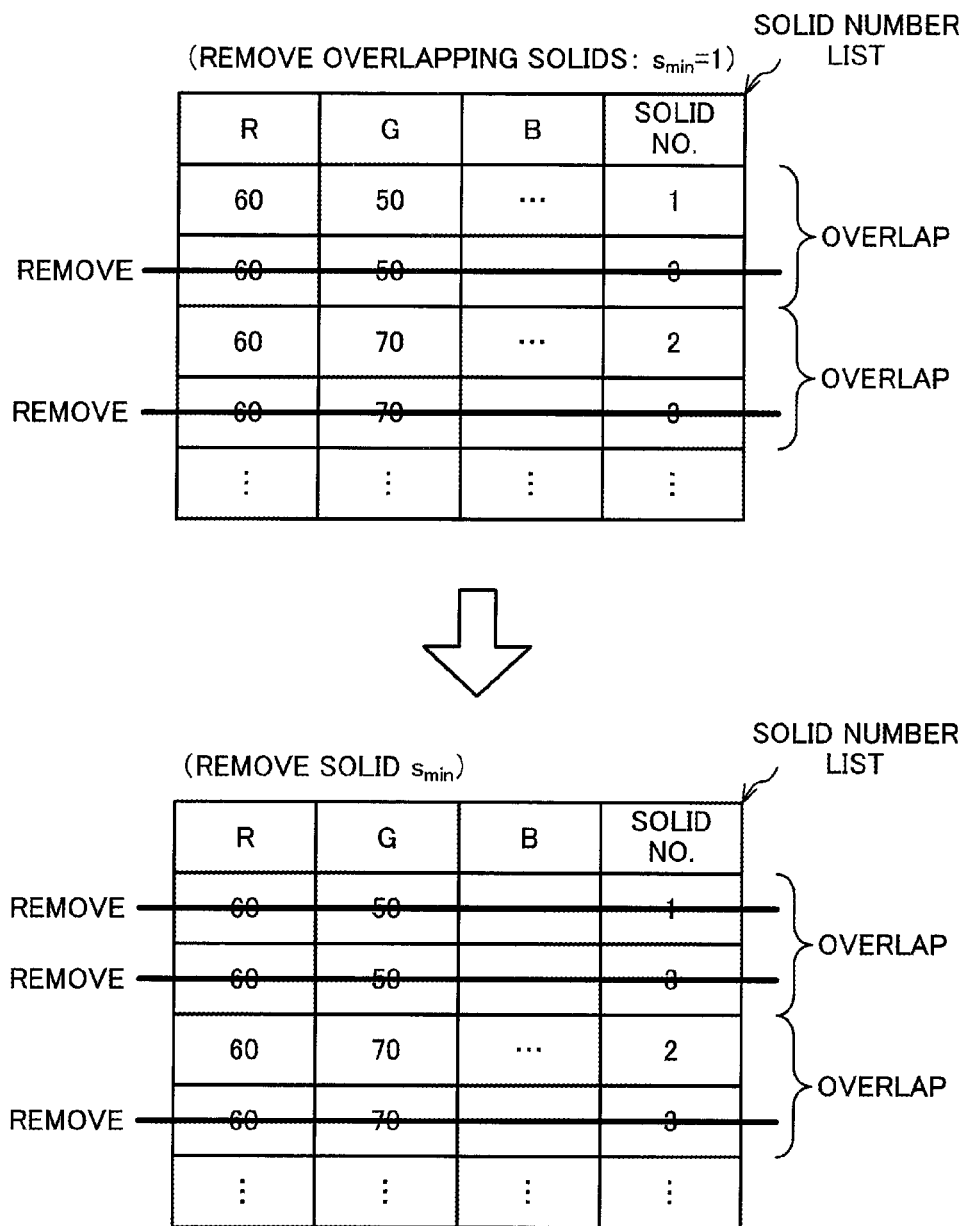 SOLID NUMBER
LIST
(REMOVE OVERLAPPING SOLIDS: smin=1)
R G B SOLID NO.
60 50 ... 1
REMOVE 60 50 3
OVERLAP
60 70 ... 2
REMOVE 60 70 3
OVERLAP
⋮ ⋮ ⋮ ⋮
SOLID NUMBER
LIST
(REMOVE SOLID smin)
R G B SOLID NO.
REMOVE 60 50 1
REMOVE 60 50 3
OVERLAP
60 70 ... 2
REMOVE 60 70 3
OVERLAP
⋮ ⋮ ⋮ ⋮